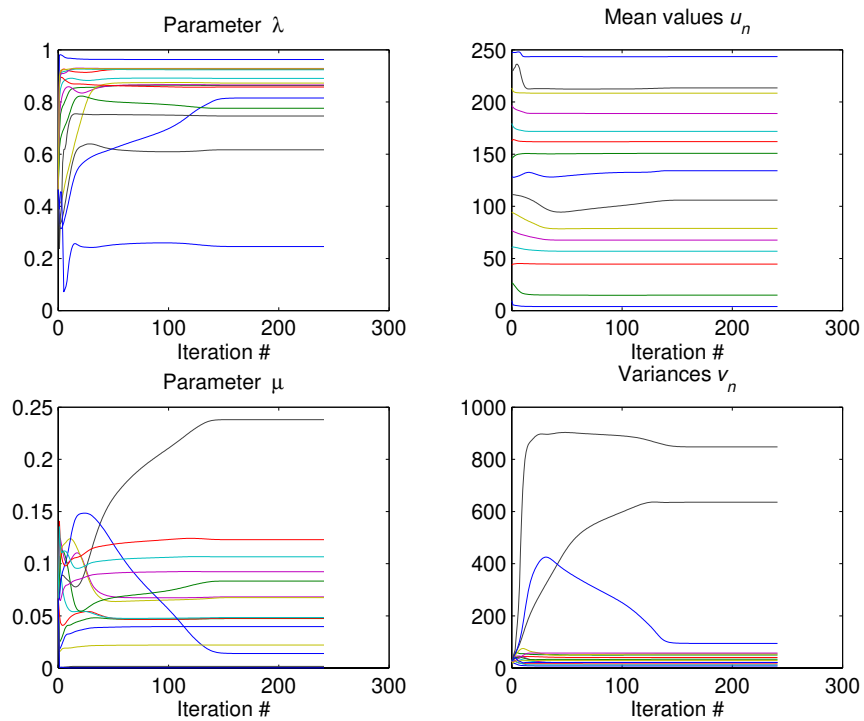 Parameter λ
1
0.8
0.6
0.4
0.2
0
0 100 200 300
Iteration #
Mean values u_n
250
200
150
100
50
0
0 100 200 300
Iteration #
Parameter μ
0.25
0.2
0.15
0.1
0.05
0
0 100 200 300
Iteration #
Variances v_n
1000
800
600
400
200
0
0 100 200 300
Iteration #